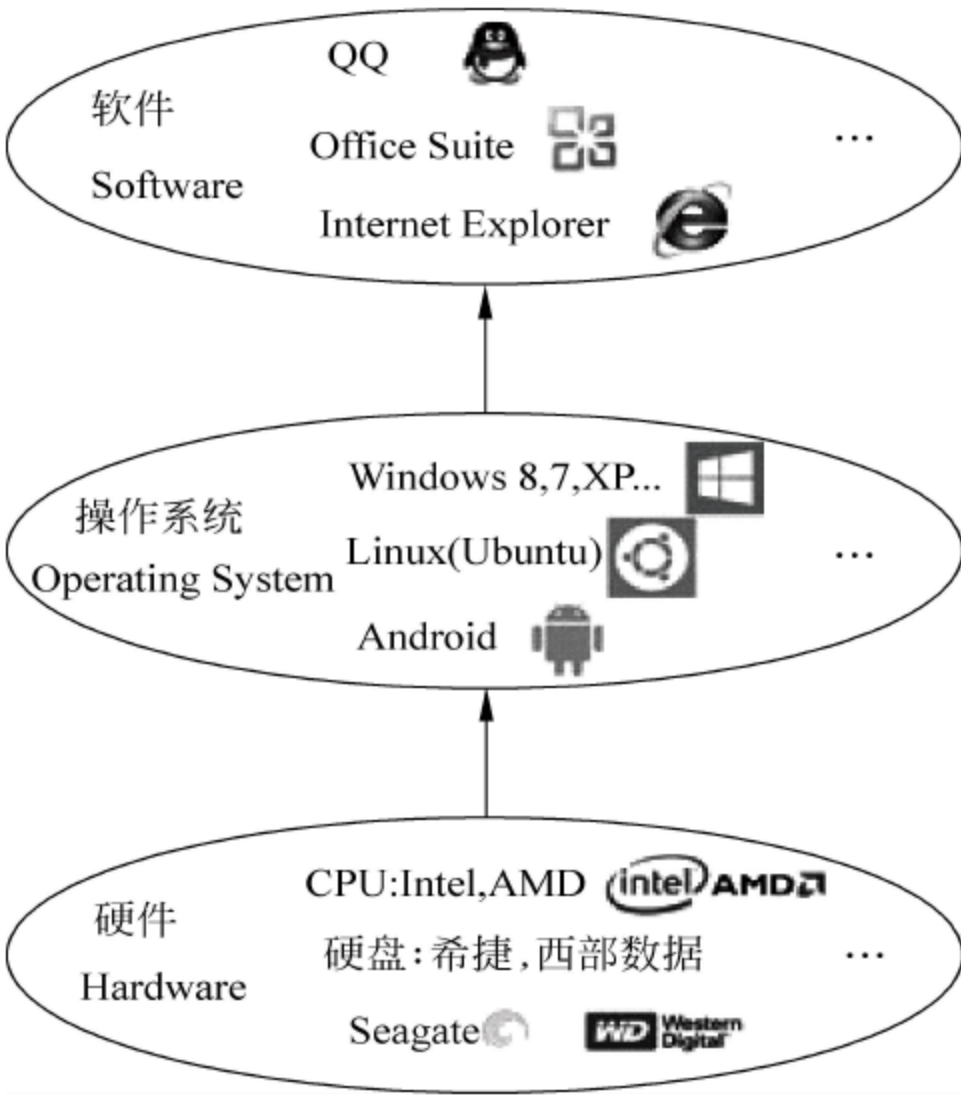 QQ
软件
Office Suite
…
Software
Internet Explorer
Windows 8,7,XP...
操作系统
Linux(Ubuntu)
…
Operating System
Android
CPU:Intel,AMD
intel AMD
硬件
硬盘:希捷,西部数据
…
Hardware
Seagate
WD Western Digital